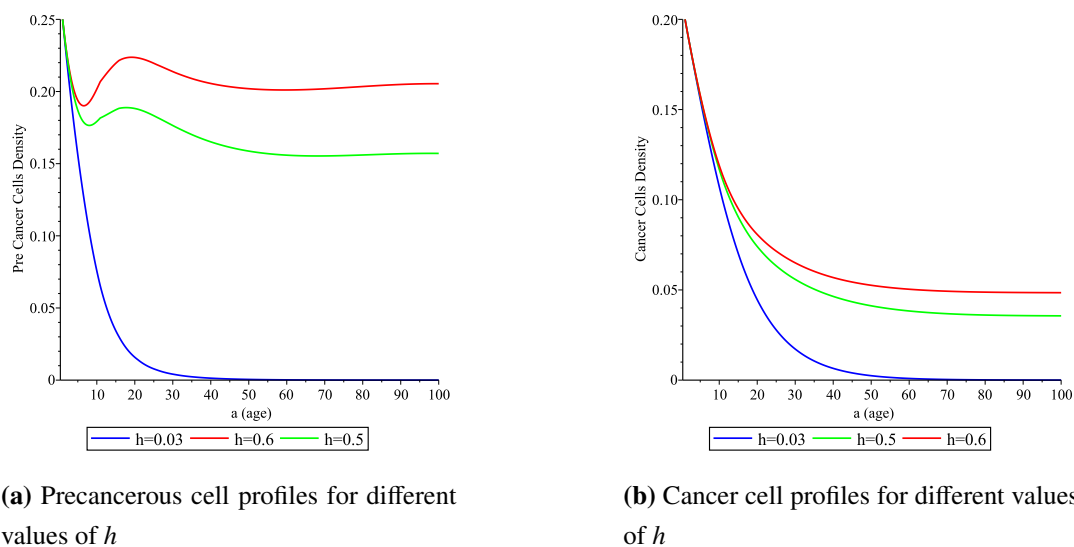 0.25
0.20
0.15
0.10
0.05
0
Pre Cancer Cells Density
10 20 30 40 50 60 70 80 90 100
a (age)
h=0.03 h=0.6 h=0.5
(a) Precancerous cell profiles for different
values of h
0.20
0.15
0.10
0.05
0
Cancer Cells Density
10 20 30 40 50 60 70 80 90 100
a (age)
h=0.03 h=0.5 h=0.6
(b) Cancer cell profiles for different values
of h